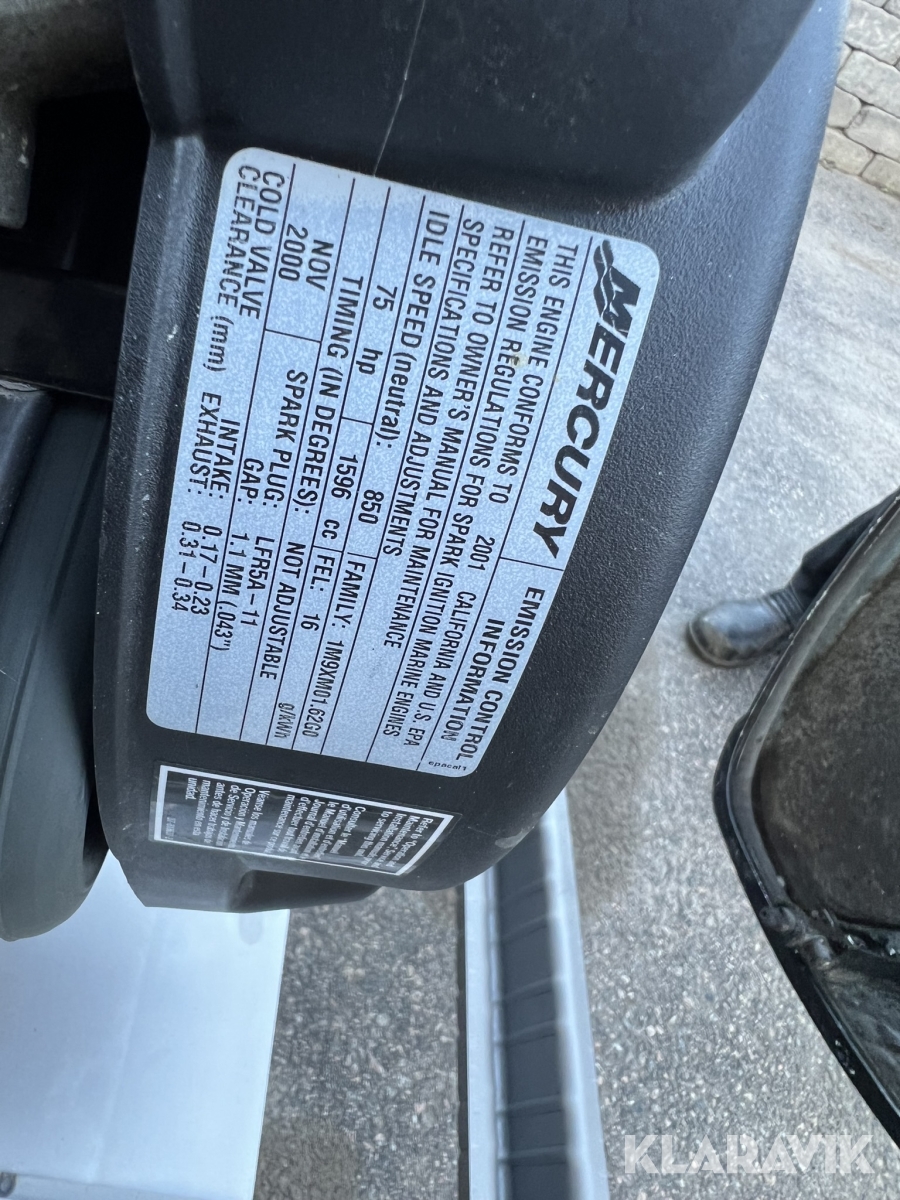 MERCURY
EMISSION CONTROL
INFORMATION
epacal1
THIS ENGINE CONFORMS TO 2001 CALIFORNIA AND U.S. EPA
EMISSION REGULATIONS FOR SPARK IGNITION MARINE ENGINES
REFER TO OWNER'S MANUAL FOR MAINTENANCE
SPECIFICATIONS AND ADJUSTMENTS
IDLE SPEED (neutral): 850 FAMILY: 1M9XM01.62G0
75 hp 1596 cc FEL: 16 g/kWh
TIMING (IN DEGREES): NOT ADJUSTABLE
NOV 2000 SPARK PLUG: LFR5A-11
GAP: 1.1 MM (.043")
COLD VALVE INTAKE: 0.17-0.23
CLEARANCE (mm) EXHAUST: 0.31-0.34
KLARAVIK